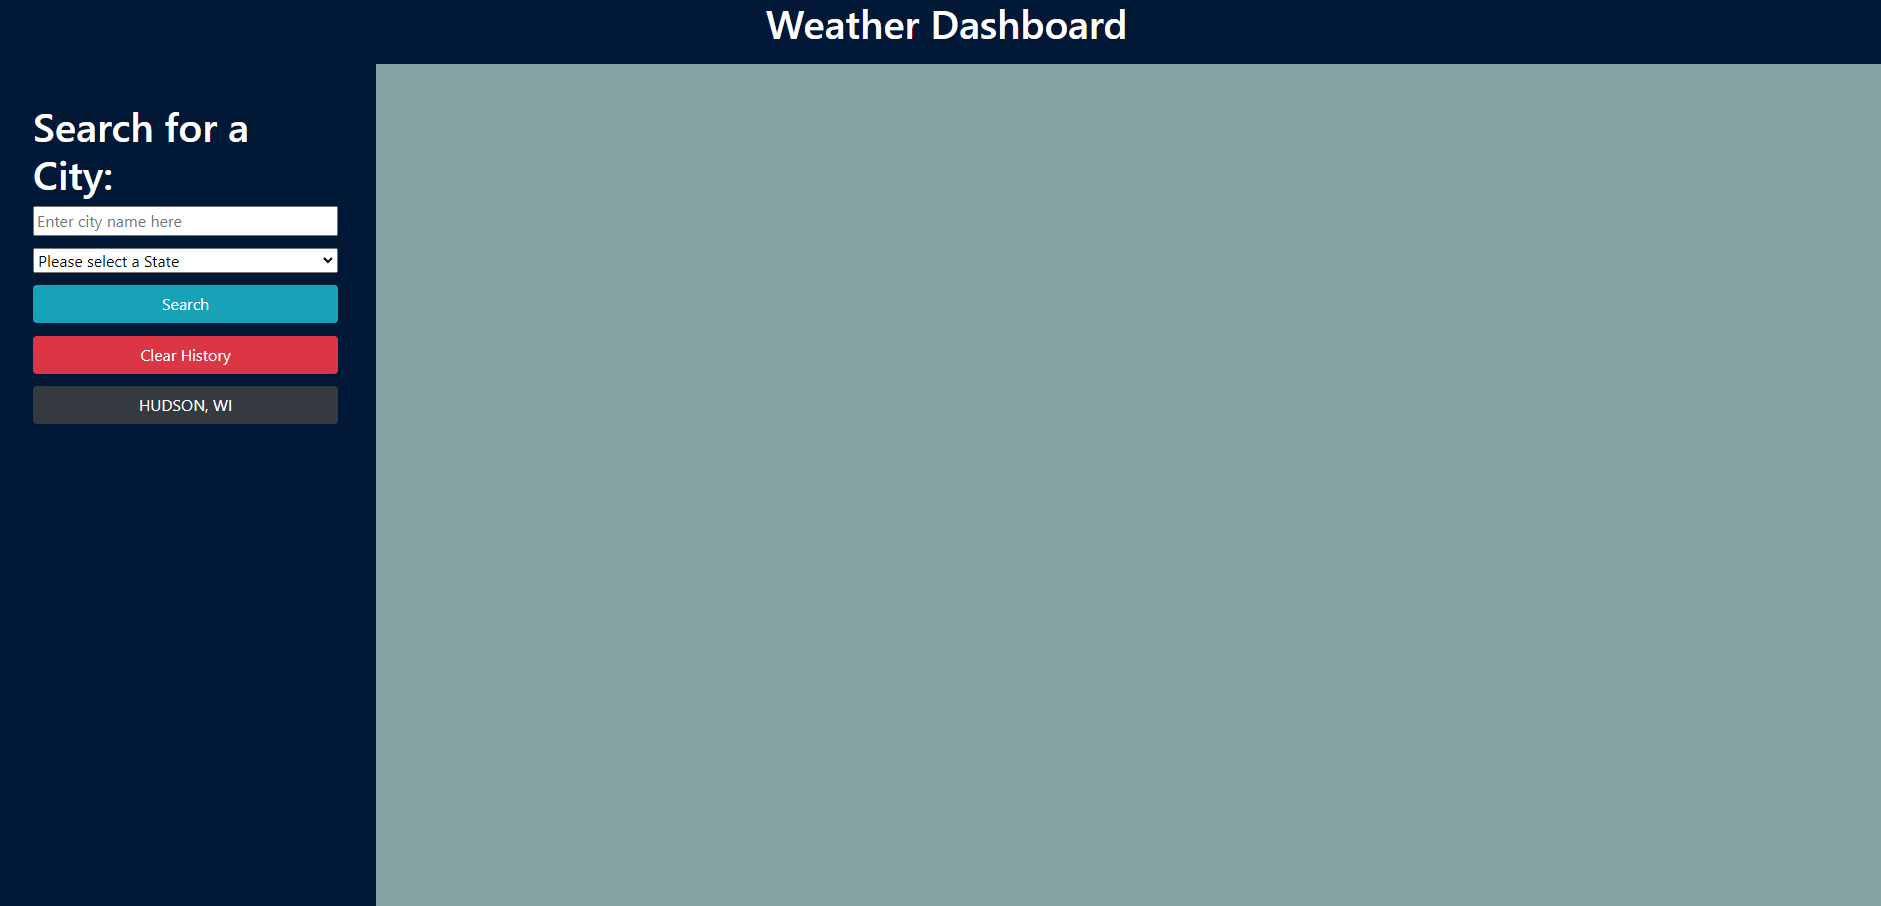 Weather Dashboard
Search for a
City:
Enter city name here
Please select a State
Search
Clear History
HUDSON, WI